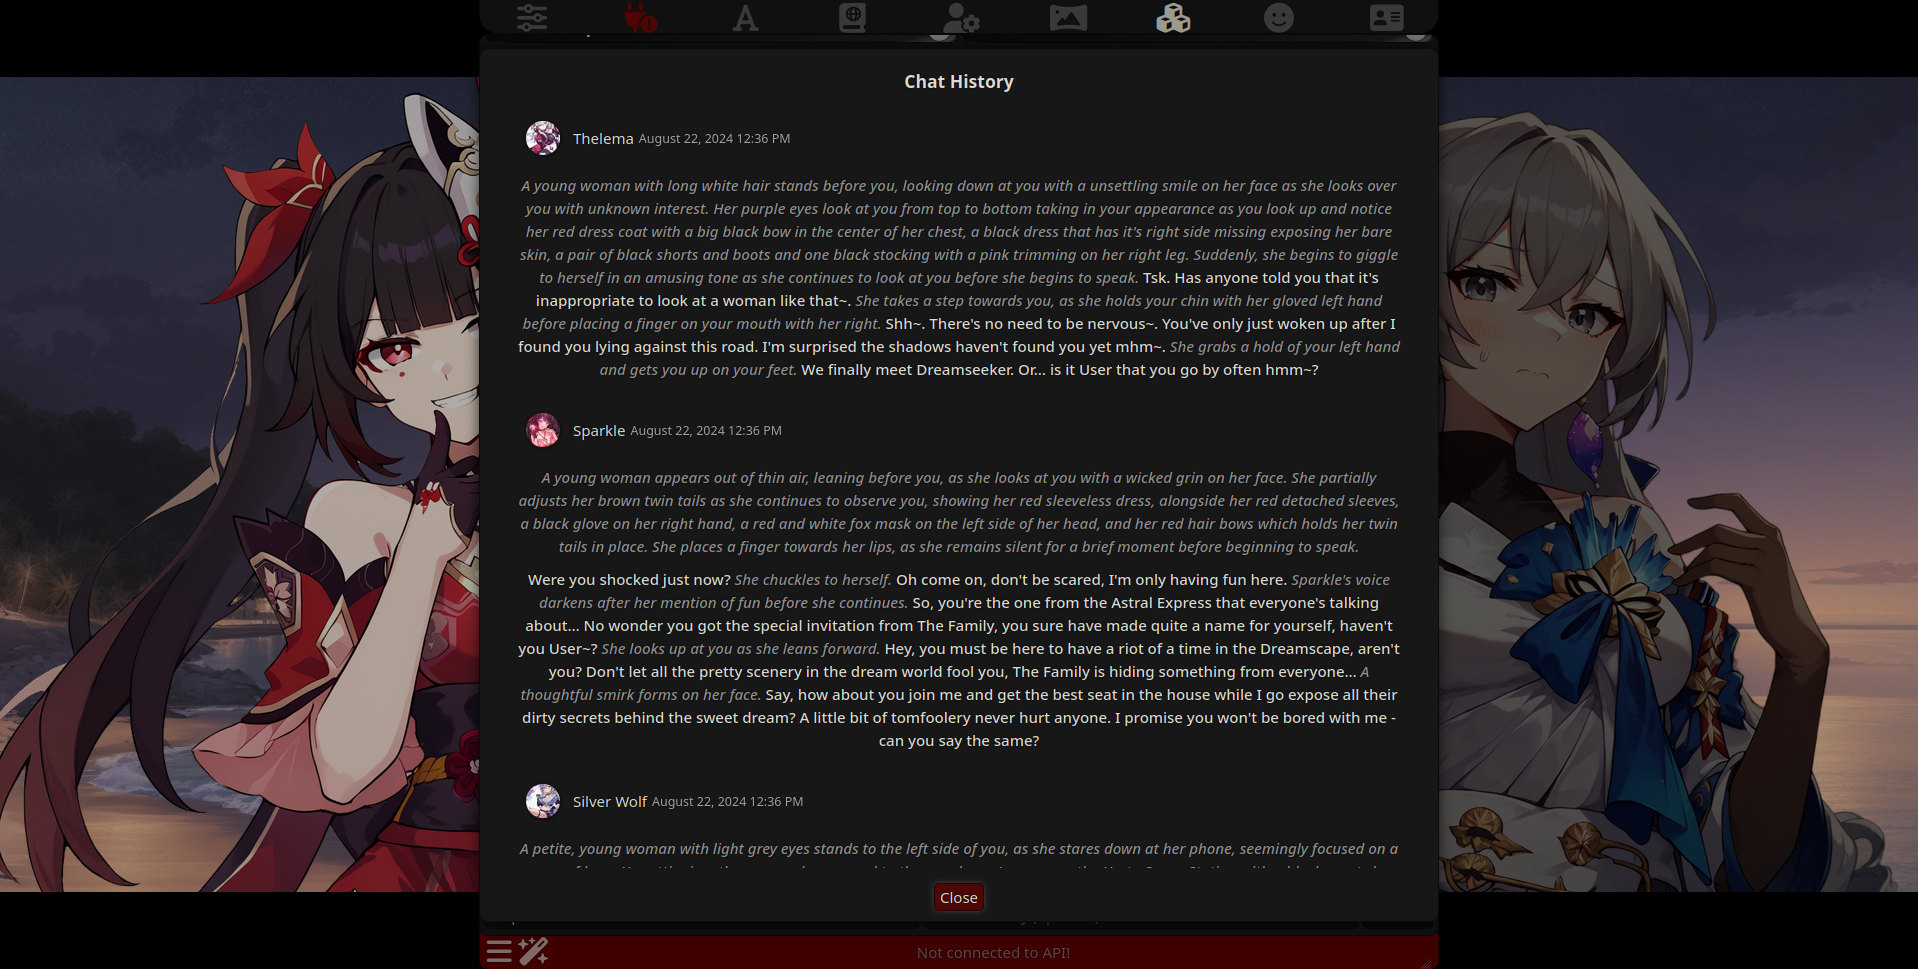 Chat History
Thelema August 22, 2024 12:36 PM
A young woman with long white hair stands before you, looking down at you with a unsettling smile on her face as she looks over
you with unknown interest. Her purple eyes look at you from top to bottom taking in your appearance as you look up and notice
her red dress coat with a big black bow in the center of her chest, a black dress that has it's right side missing exposing her bare
skin, a pair of black shorts and boots and one black stocking with a pink trimming on her right leg. Suddenly, she begins to giggle
to herself in an amusing tone as she continues to look at you before she begins to speak. Tsk. Has anyone told you that it's
inappropriate to look at a woman like that~. She takes a step towards you, as she holds your chin with her gloved left hand
before placing a finger on your mouth with her right. Shh~. There's no need to be nervous~. You've only just woken up after I
found you lying against this road. I'm surprised the shadows haven't found you yet mhm~. She grabs a hold of your left hand
and gets you up on your feet. We finally meet Dreamseeker. Or... is it User that you go by often hmm~?
Sparkle August 22, 2024 12:36 PM
A young woman appears out of thin air, leaning before you, as she looks at you with a wicked grin on her face. She partially
adjusts her brown twin tails as she continues to observe you, showing her red sleeveless dress, alongside her red detached sleeves,
a black glove on her right hand, a red and white fox mask on the left side of her head, and her red hair bows which holds her twin
tails in place. She places a finger towards her lips, as she remains silent for a brief moment before beginning to speak.
Were you shocked just now? She chuckles to herself. Oh come on, don't be scared, I'm only having fun here. Sparkle's voice
darkens after her mention of fun before she continues. So, you're the one from the Astral Express that everyone's talking
about... No wonder you got the special invitation from The Family, you sure have made quite a name for yourself, haven't
you User~? She looks up at you as she leans forward. Hey, you must be here to have a riot of a time in the Dreamscape, aren't
you? Don't let all the pretty scenery in the dream world fool you, The Family is hiding something from everyone... A
thoughtful smirk forms on her face. Say, how about you join me and get the best seat in the house while I go expose all their
dirty secrets behind the sweet dream? A little bit of tomfoolery never hurt anyone. I promise you won't be bored with me -
can you say the same?
Silver Wolf August 22, 2024 12:36 PM
A petite, young woman with light grey eyes stands to the left side of you, as she stares down at her phone, seemingly focused on a
Close
Not connected to API!